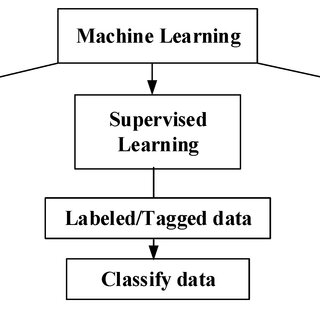 Machine Learning
Supervised
Learning
Labeled/Tagged data
Classify data